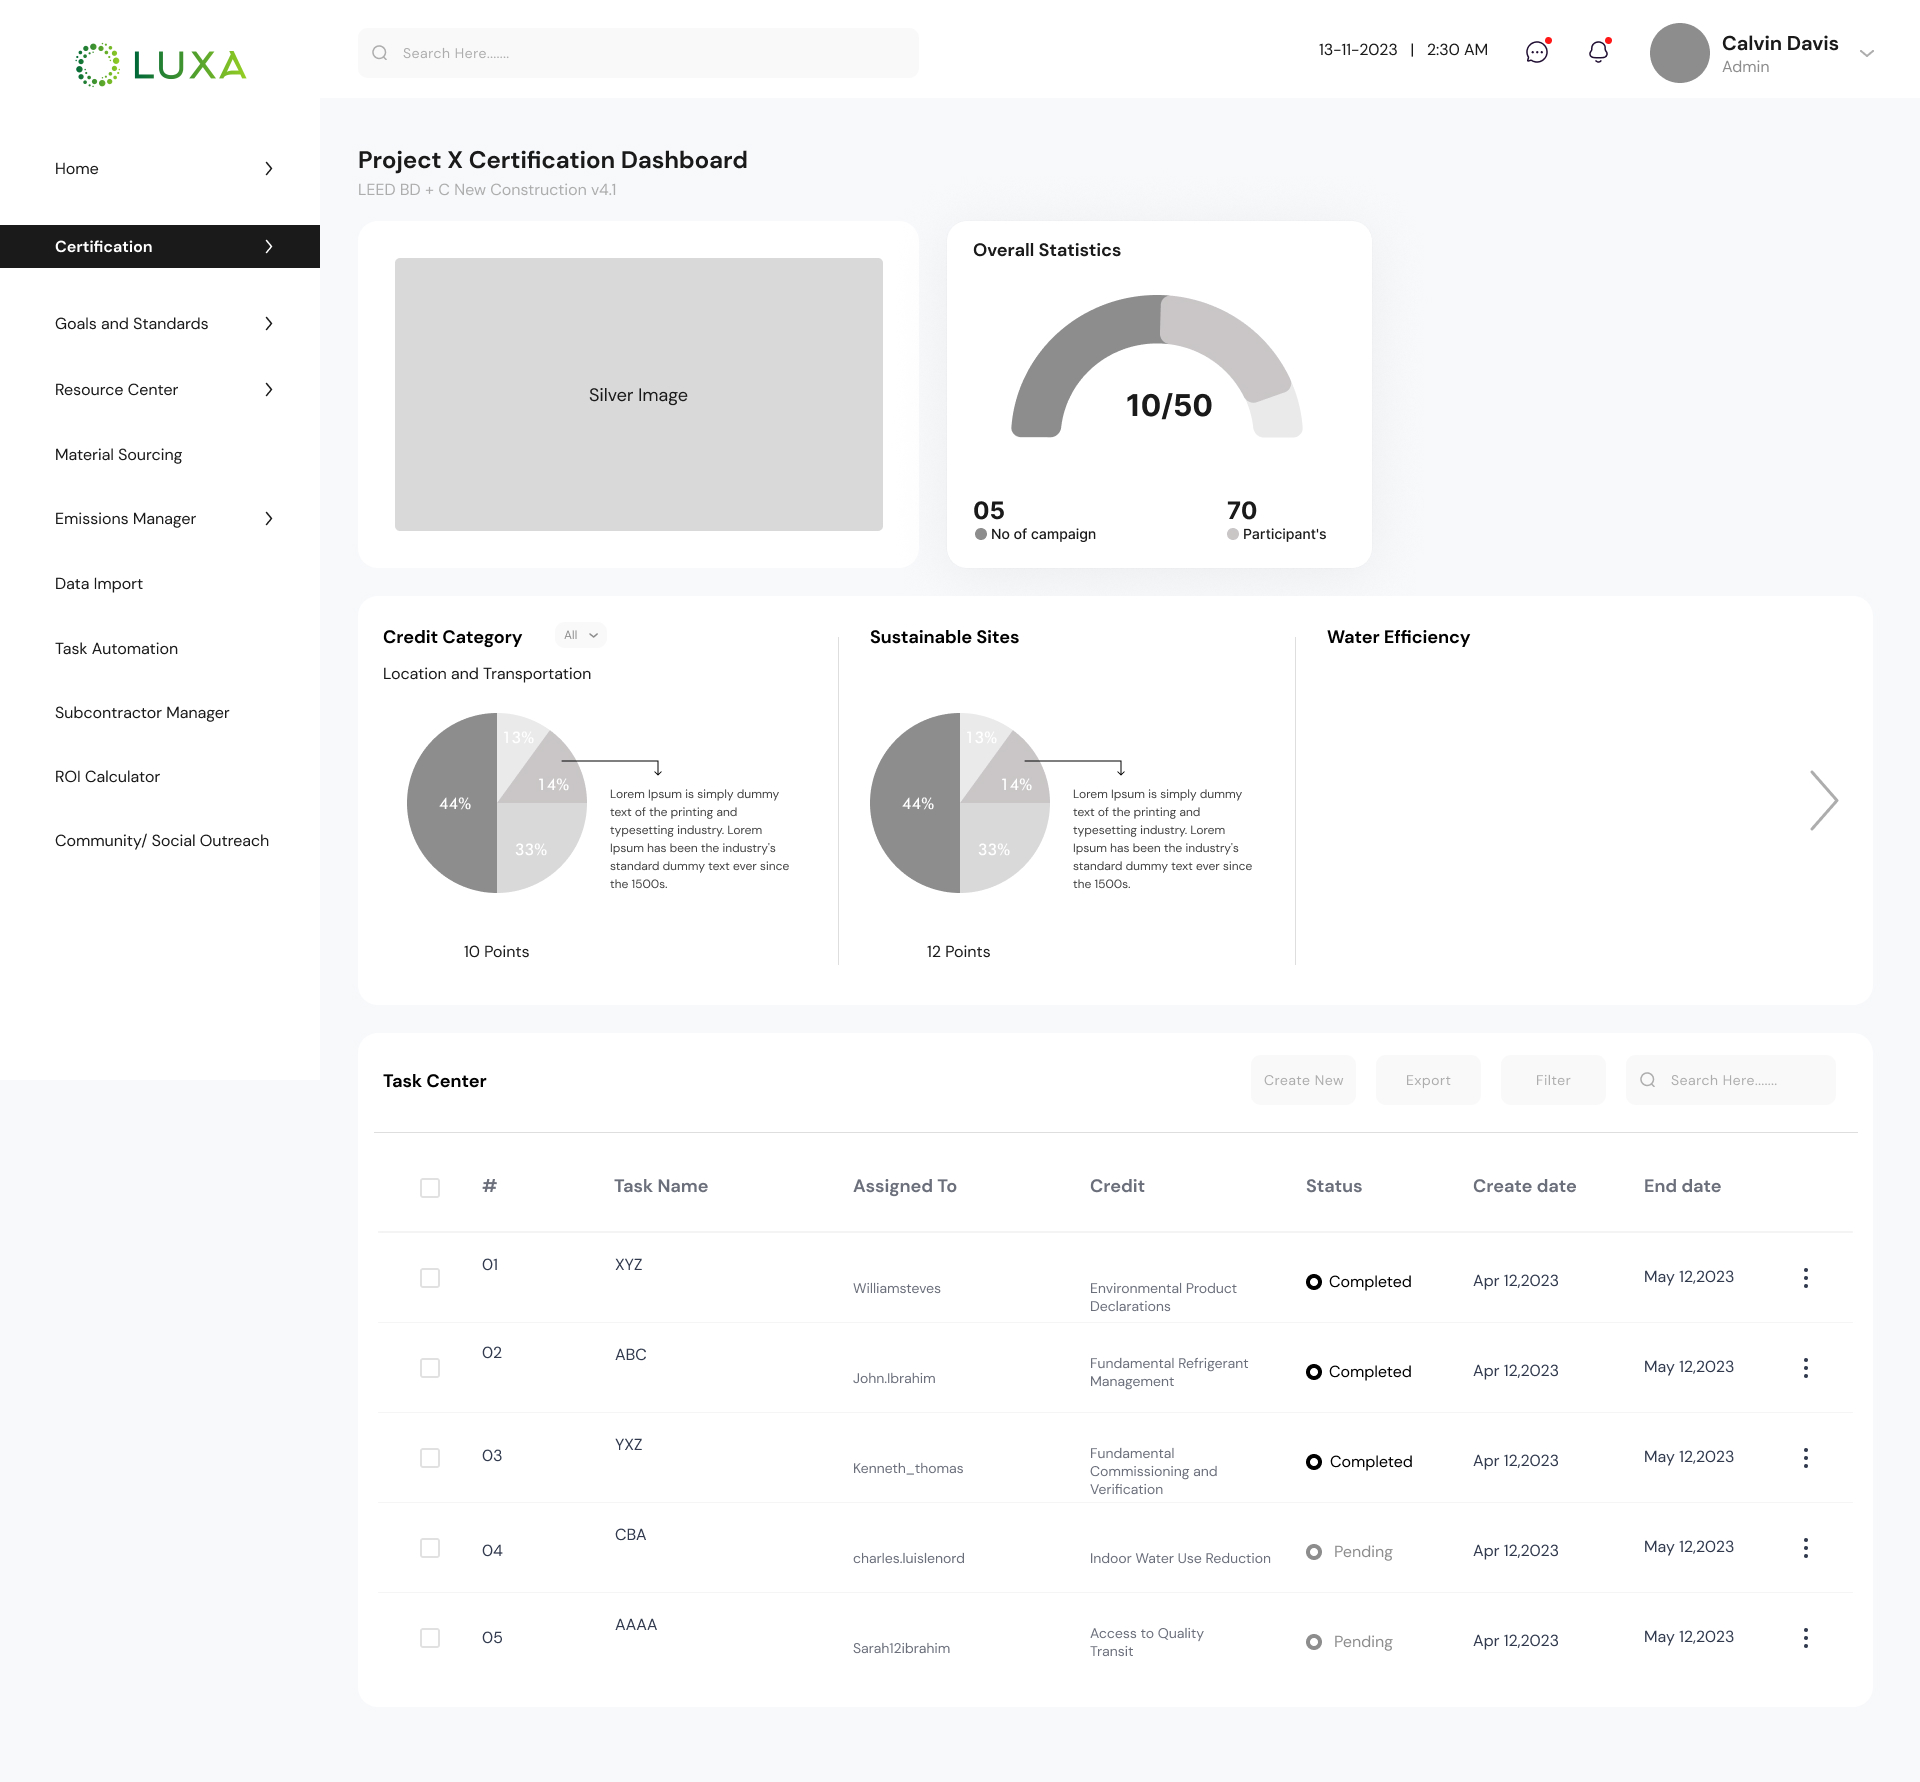 LUXA
Search Here.......
13-11-2023 | 2:30 AM
Calvin Davis
Admin
Home
Certification
Goals and Standards
Resource Center
Material Sourcing
Emissions Manager
Data Import
Task Automation
Subcontractor Manager
ROI Calculator
Community/ Social Outreach
Project X Certification Dashboard
LEED BD + C New Construction v4.1
Silver Image
Overall Statistics
10/50
05
No of campaign
70
Participant's
Credit Category
All
Location and Transportation
13%
14%
44%
33%
Lorem Ipsum is simply dummy
text of the printing and
typesetting industry. Lorem
Ipsum has been the industry's
standard dummy text ever since
the 1500s.
10 Points
Sustainable Sites
13%
14%
44%
33%
Lorem Ipsum is simply dummy
text of the printing and
typesetting industry. Lorem
Ipsum has been the industry's
standard dummy text ever since
the 1500s.
12 Points
Water Efficiency
Task Center
Create New
Export
Filter
Search Here.......
# Task Name Assigned To Credit Status Create date End date
01 XYZ Williamsteves Environmental Product Completed Apr 12,2023 May 12,2023
Declarations
02 ABC John.Ibrahim Fundamental Refrigerant Completed Apr 12,2023 May 12,2023
Management
03 YXZ Kenneth_thomas Fundamental Completed Apr 12,2023 May 12,2023
Commissioning and
Verification
04 CBA charles.luislenord Indoor Water Use Reduction Pending Apr 12,2023 May 12,2023
05 AAAA Sarah12ibrahim Access to Quality Pending Apr 12,2023 May 12,2023
Transit